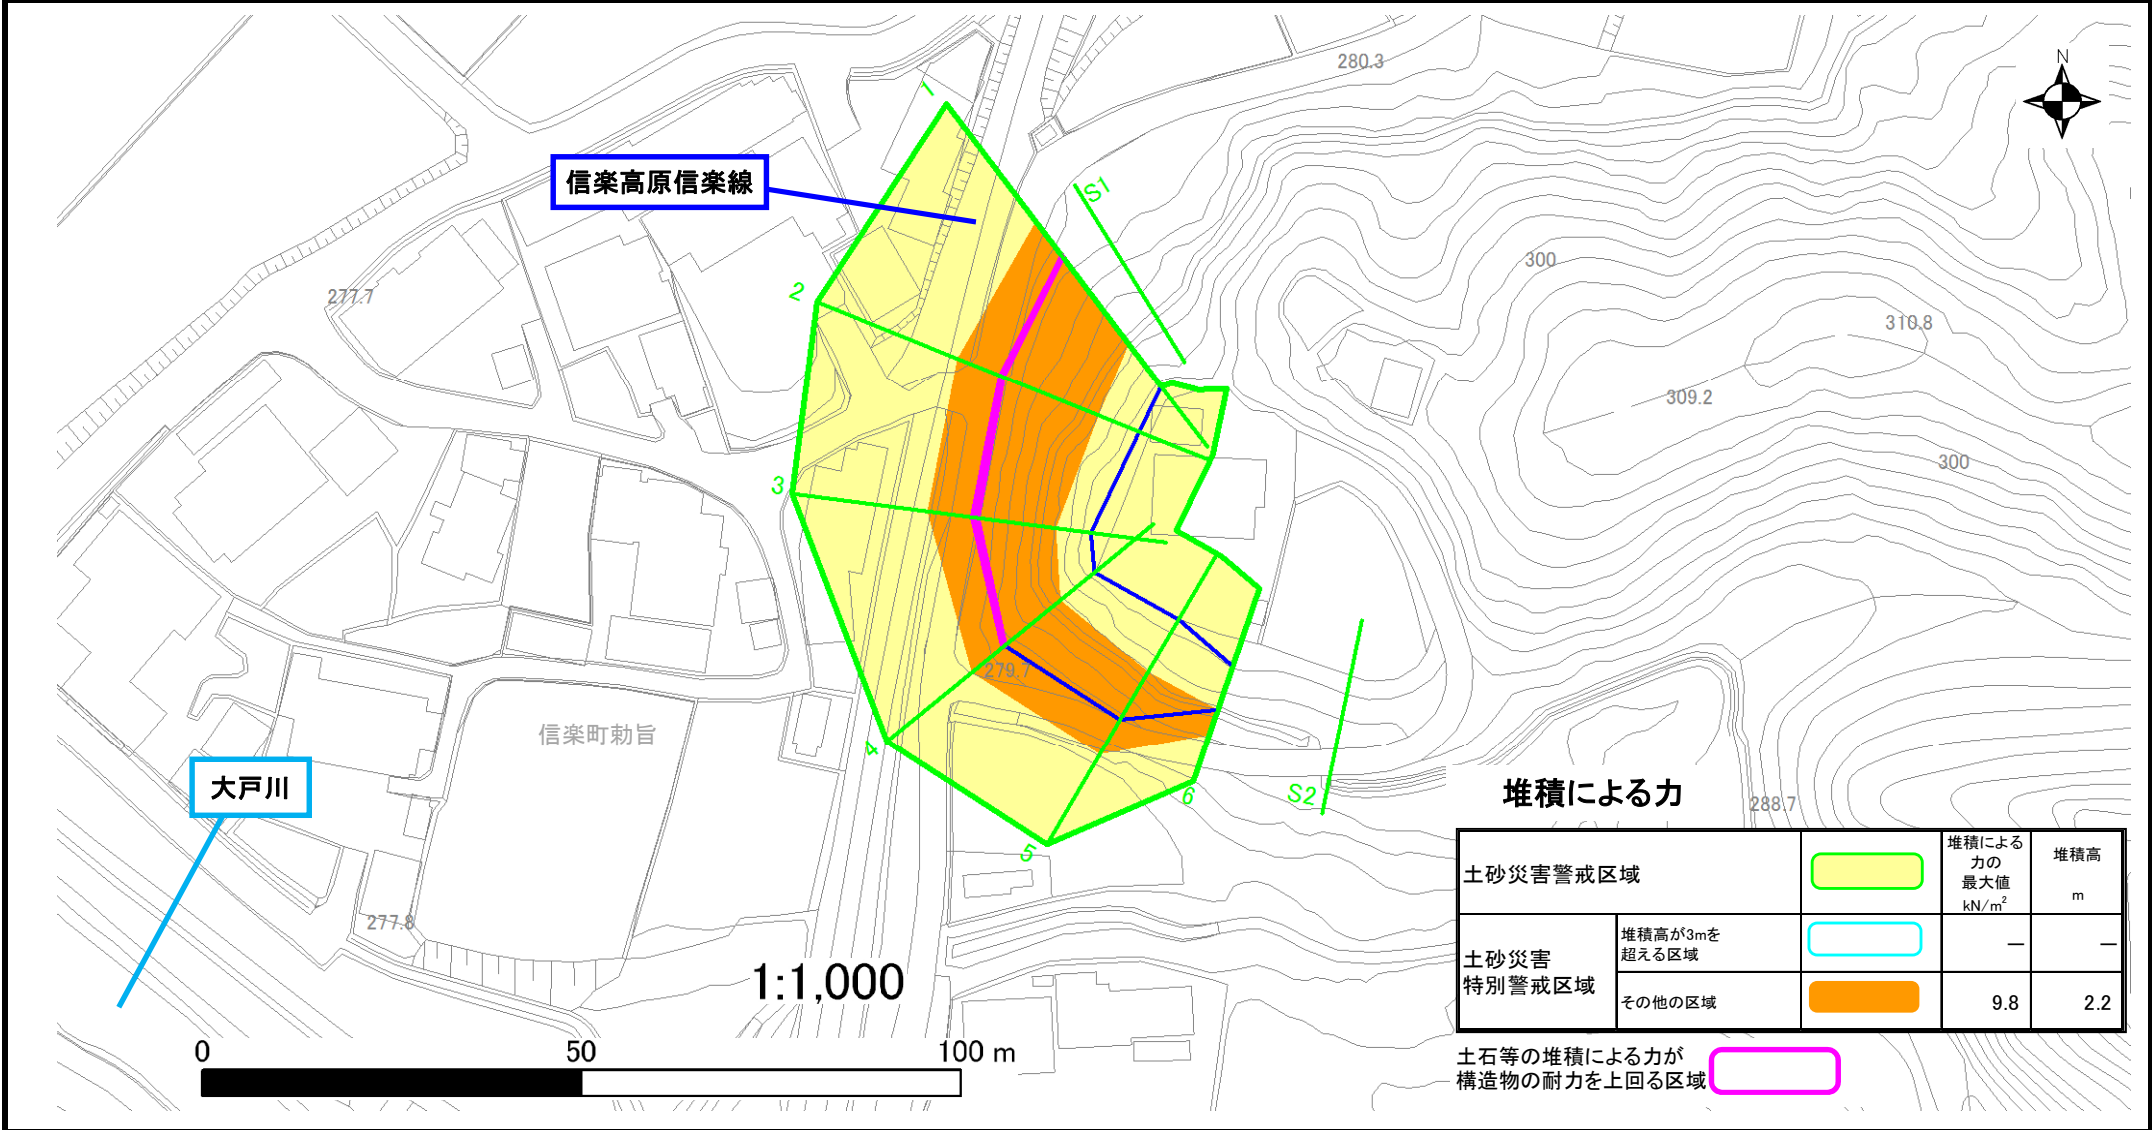 N
280.3
1
信楽高原信楽線
S1
300
2
277.7
310.8
309.2
300
3
279.7
信楽町勅旨
4
大戸川
6
S2
5
277.8
288.7
堆積による力
土砂災害警戒区域
堆積による
力の
最大値
kN/m²
堆積高
m
土砂災害
特別警戒区域
堆積高が3mを
超える区域
— —
その他の区域
9.8 2.2
土石等の堆積による力が
構造物の耐力を上回る区域
1:1,000
0 50 100 m